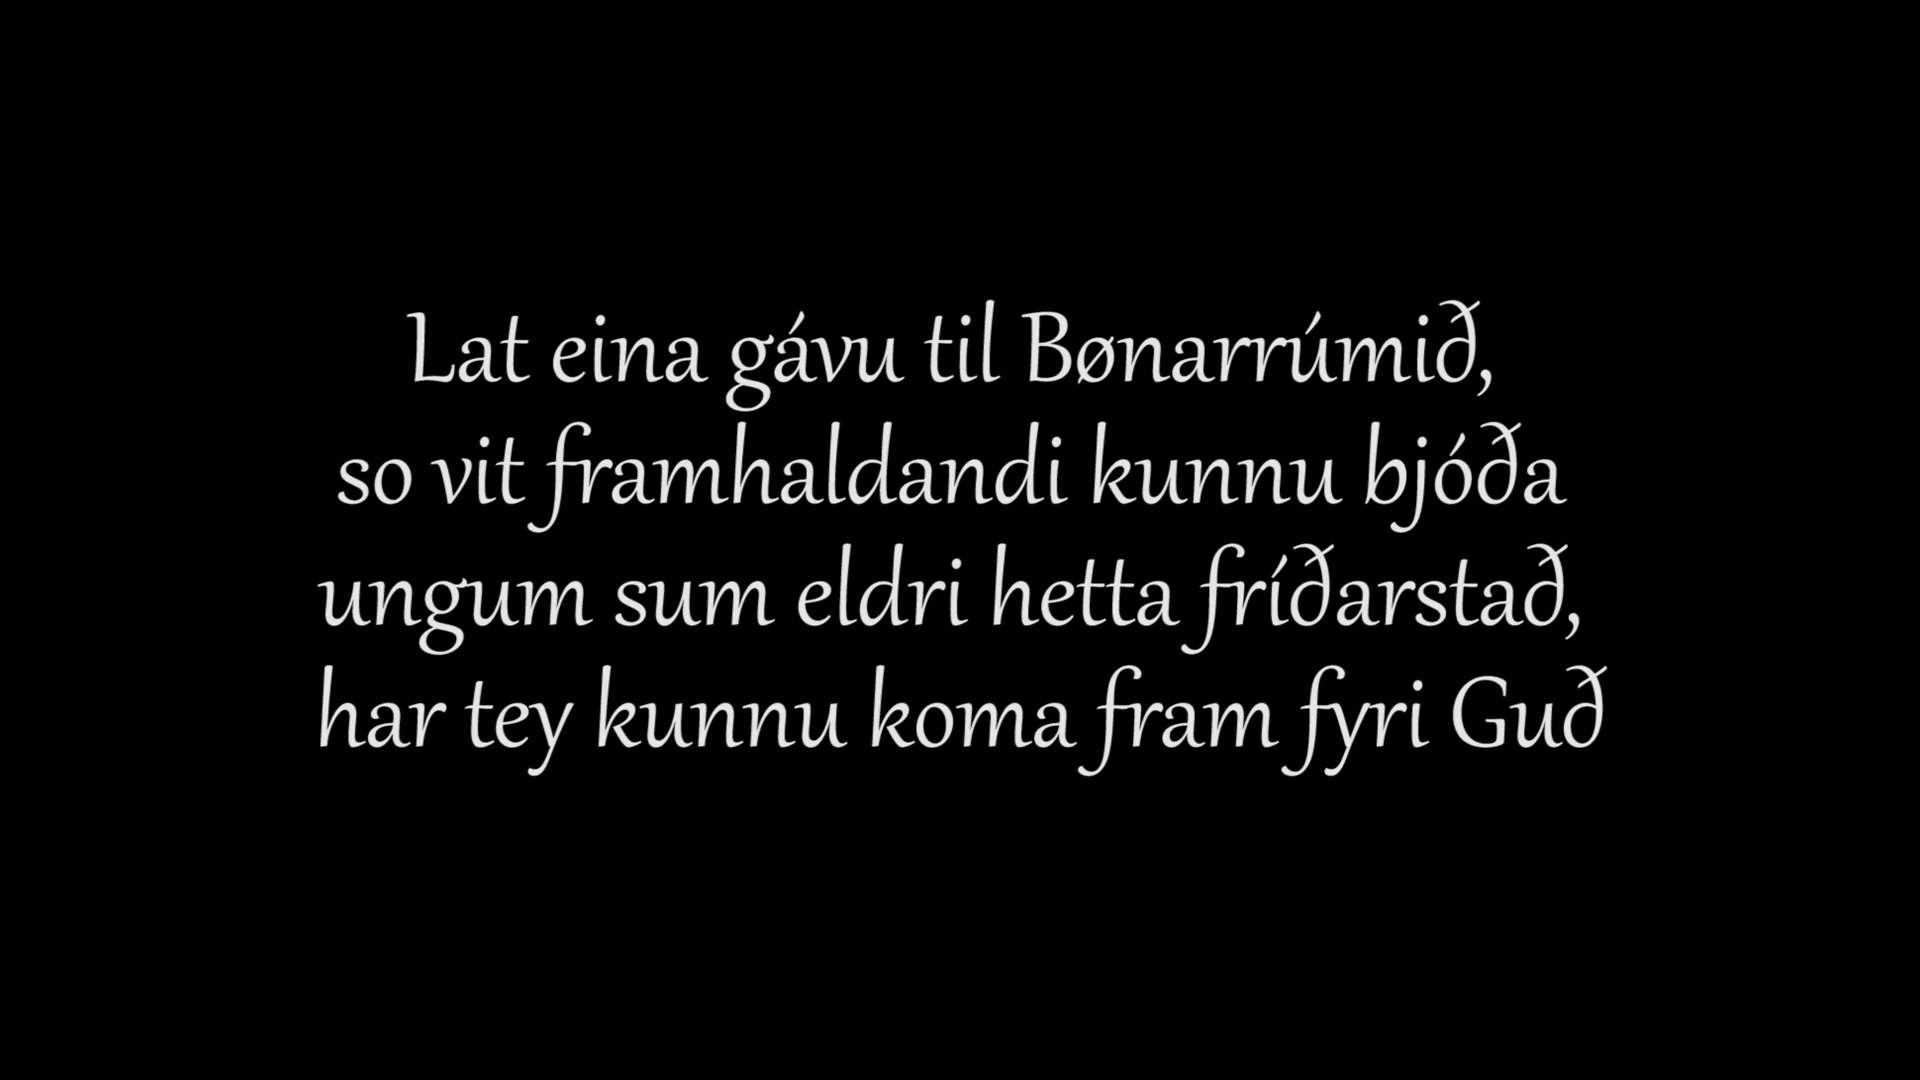 Lat eina gávu til Bønarrúmið,
so vit framhaldandi kunnu bjóða
ungum sum eldri hetta fríðarstað,
har tey kunnu koma fram fyri Guð